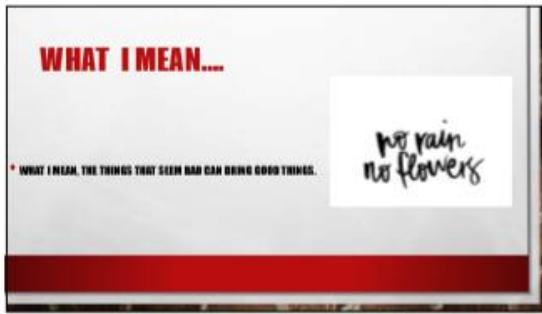 WHAT I MEAN....
• WHAT I MEAN, THE THINGS THAT SEEM BAD CAN BRING GOOD THINGS.
no rain
no flowers